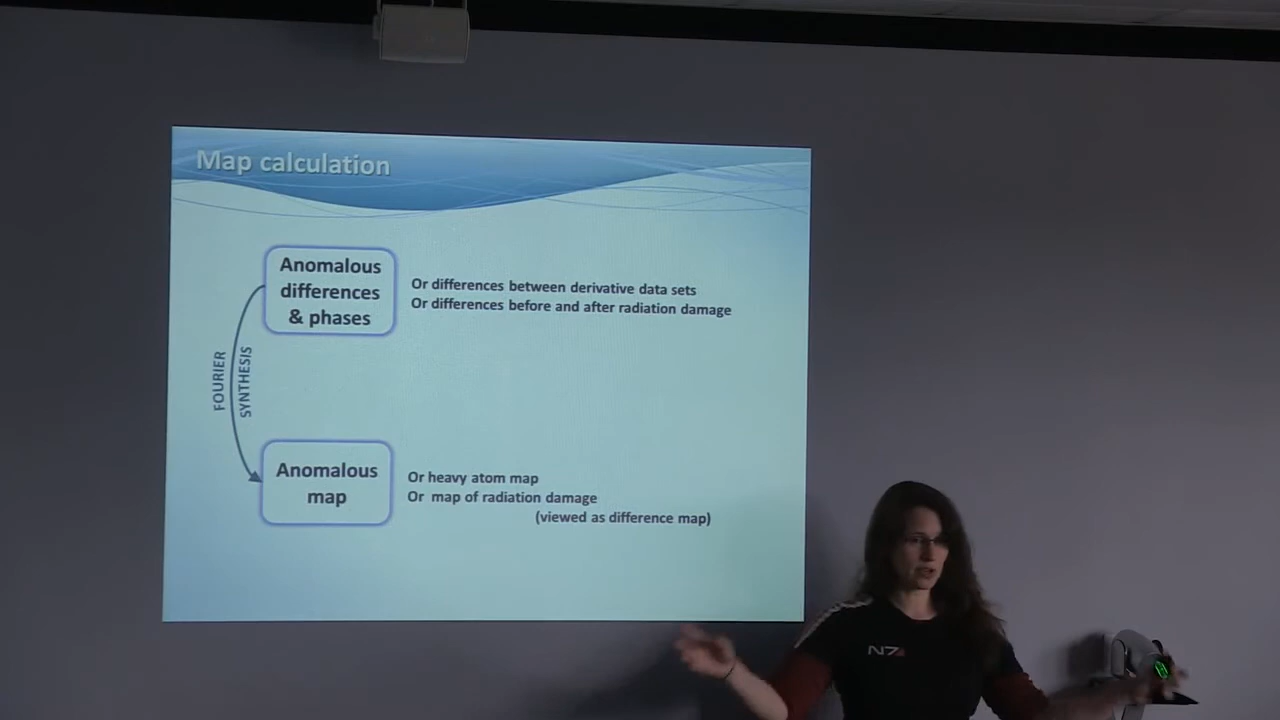 Map calculation
Anomalous
differences
& phases
Or differences between derivative data sets
Or differences before and after radiation damage
FOURIER
SYNTHESIS
Anomalous
map
Or heavy atom map
Or map of radiation damage
(viewed as difference map)
N7